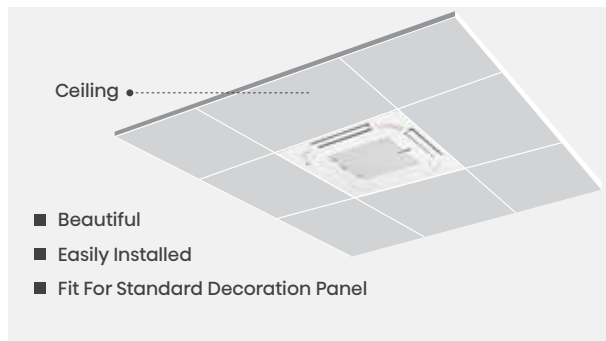 Ceiling
Beautiful
Easily Installed
Fit For Standard Decoration Panel